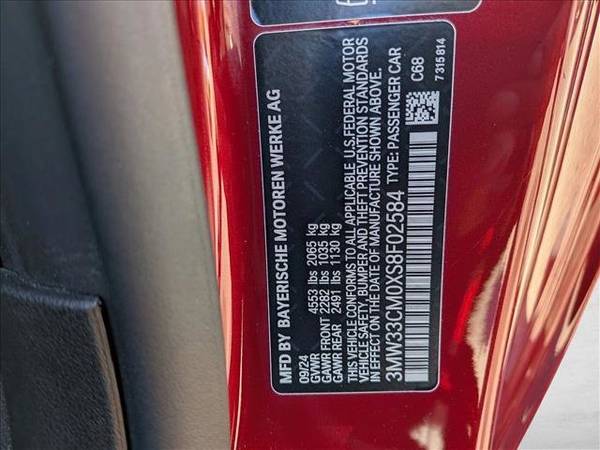 MFD BY BAYERISCHE MOTOREN WERKE AG
09/24
GVWR 4553 lbs 2065 kg
GAWR FRONT 2282 lbs 1035 kg
GAWR REAR 2491 lbs 1130 kg
THIS VEHICLE CONFORMS TO ALL APPLICABLE U.S. FEDERAL MOTOR
VEHICLE SAFETY, BUMPER, AND THEFT PREVENTION STANDARDS
IN EFFECT ON THE DATE OF MANUFACTURE SHOWN ABOVE.
3MW33CM0XS8F02584 TYPE: PASSENGER CAR
C68
7315814